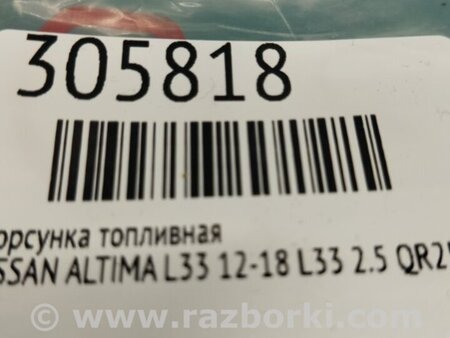 305818
орсунка топливная
SSAN ALTIMA L33 12-18 L33 2.5 QR2
www.razborki.com